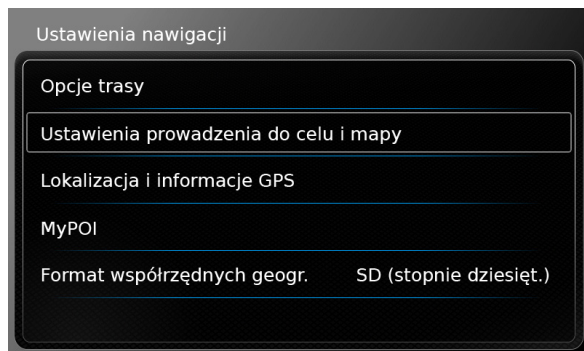 Ustawienia nawigacji
Opcje trasy
Ustawienia prowadzenia do celu i mapy
Lokalizacja i informacje GPS
MyPOI
Format współrzędnych geogr. SD (stopnie dziesięt.)